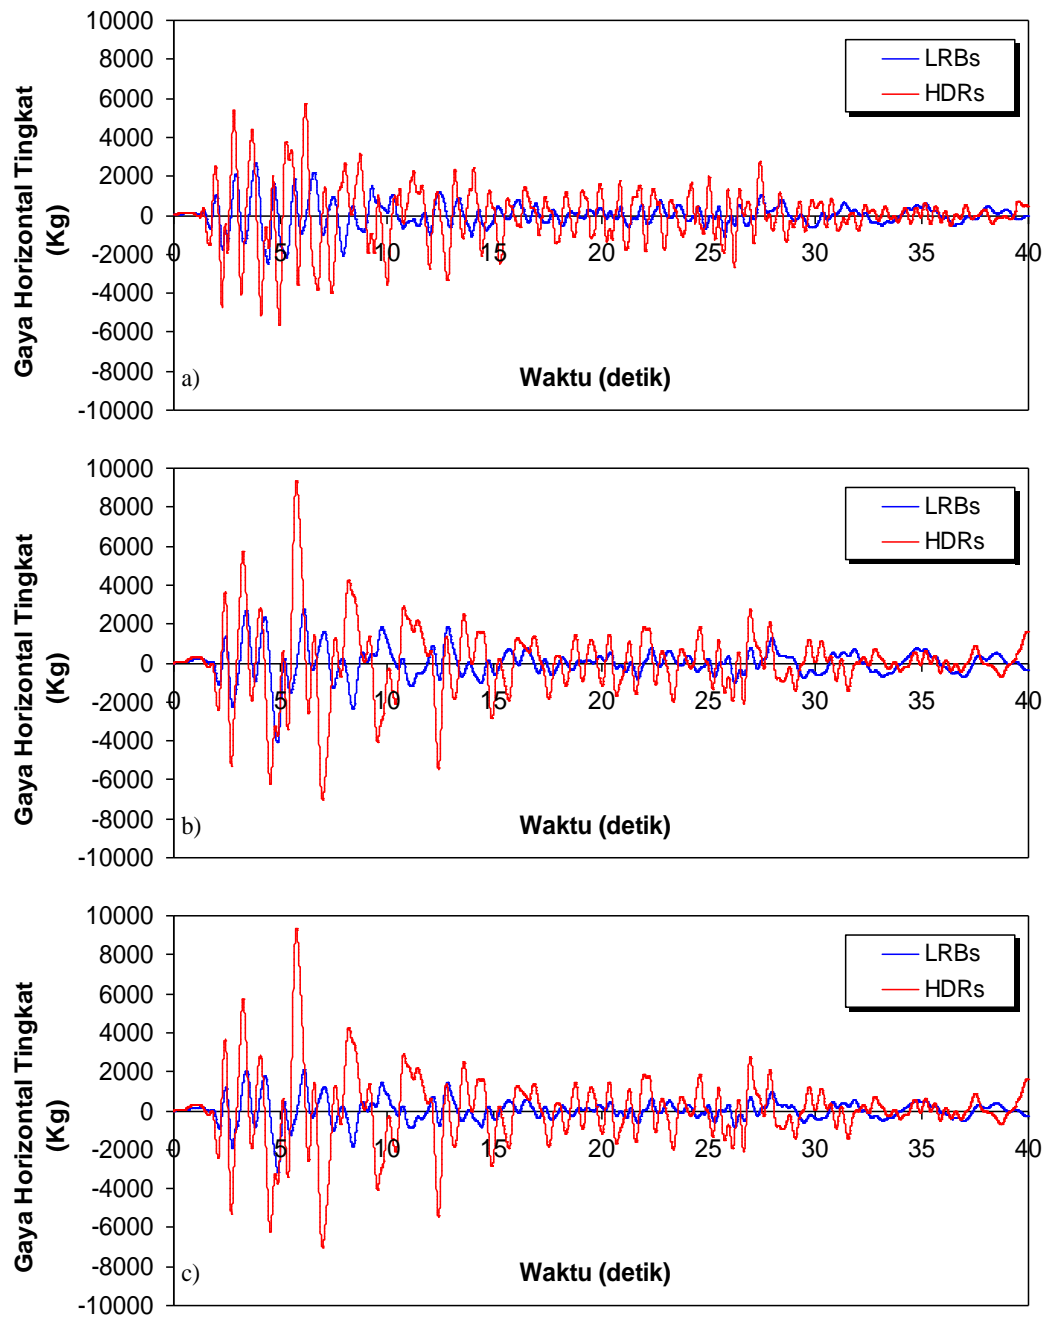 10000
8000
6000
4000
2000
0
-2000
-4000
-6000
-8000
-10000
Gaya Horizontal Tingkat
(Kg)
LRBs
HDRs
0 5 10 15 20 25 30 35 40
a)
Waktu (detik)
10000
8000
6000
4000
2000
0
-2000
-4000
-6000
-8000
-10000
Gaya Horizontal Tingkat
(Kg)
LRBs
HDRs
0 5 10 15 20 25 30 35 40
b)
Waktu (detik)
10000
8000
6000
4000
2000
0
-2000
-4000
-6000
-8000
-10000
Gaya Horizontal Tingkat
(Kg)
LRBs
HDRs
0 5 10 15 20 25 30 35 40
c)
Waktu (detik)